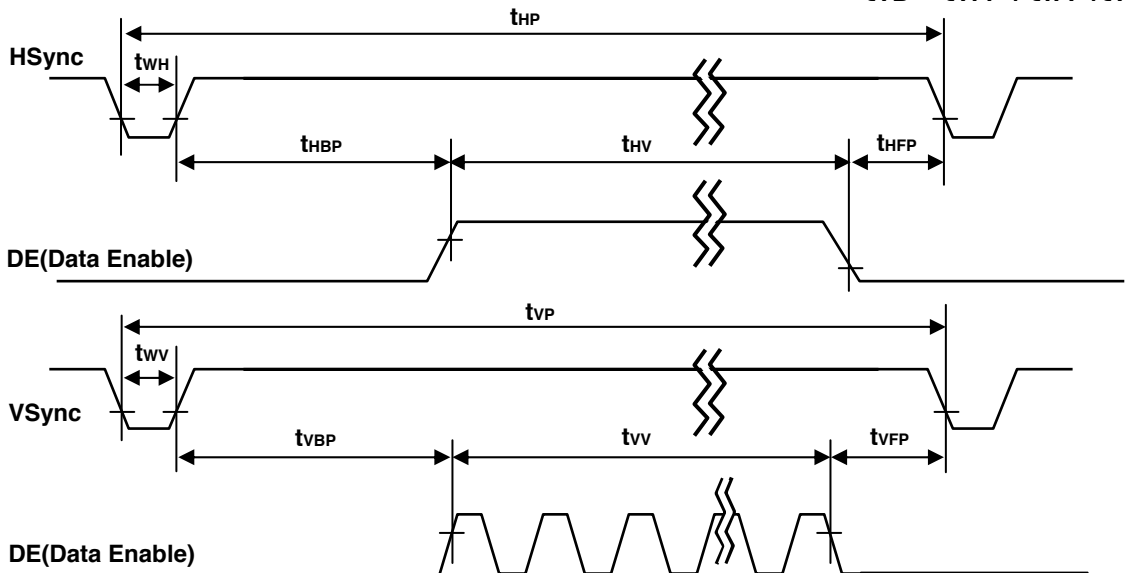 tHP
HSync
tWH
tHBP
tHV
tHFP
DE(Data Enable)
tVP
tWV
VSync
tVBP
tVV
tVFP
DE(Data Enable)